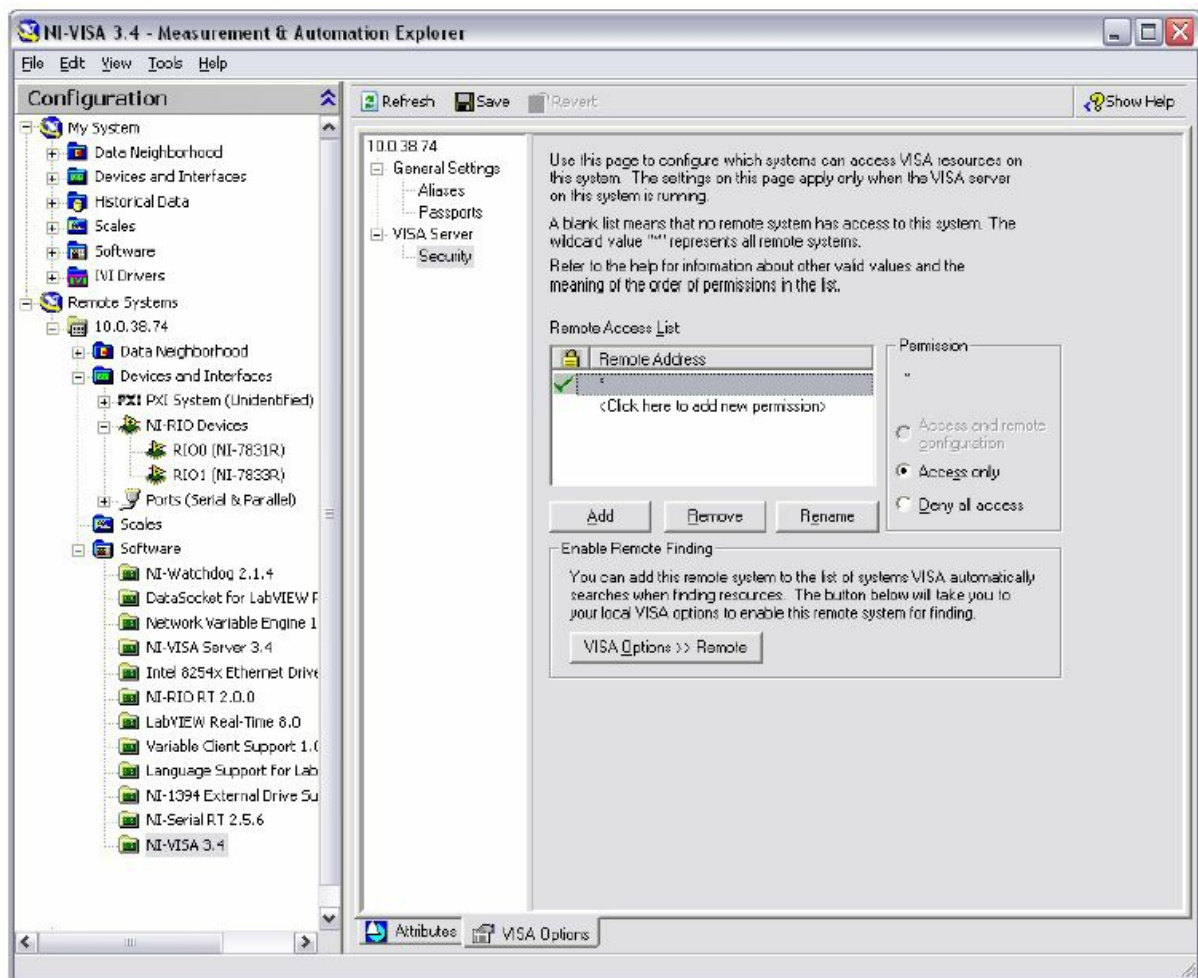 NI-VISA 3.4 - Measurement & Automation Explorer
File Edit View Tools Help
Configuration
My System
Data Neighborhood
Devices and Interfaces
Historical Data
Scales
Software
IVI Drivers
Remote Systems
10.0.38.74
Data Neighborhood
Devices and Interfaces
PXI PXI System (Unidentified)
NI-RIO Devices
RIO0 (NI-7831R)
RIO1 (NI-7833R)
Ports (Serial & Parallel)
Scales
Software
NI-Watchdog 2.1.4
DataSocket for LabVIEW R
Network Variable Engine 1
NI-VISA Server 3.4
Intel 8254x Ethernet Drive
NI-RIO RT 2.0.0
LabVIEW Real-Time 8.0
Variable Client Support 1.0
Language Support for Lab
NI-1394 External Drive Su
NI-Serial RT 2.5.6
NI-VISA 3.4
Refresh Save Revert Show Help
10.0.38.74
General Settings
Aliases
Passports
VISA Server
Security
Use this page to configure which systems can access VISA resources on
this system. The settings on this page apply only when the VISA server
on this system is running.
A blank list means that no remote system has access to this system. The
wildcard value "*" represents all remote systems.
Refer to the help for information about other valid values and the
meaning of the order of permissions in the list.
Remote Access List
Remote Address
*
<Click here to add new permission>
Add Remove Rename
Permission
Access and remote
configuration
Access only
Deny all access
Enable Remote Finding
You can add this remote system to the list of systems VISA automatically
searches when finding resources. The button below will take you to
your local VISA options to enable this remote system for finding.
VISA Options >> Remote
Attributes VISA Options